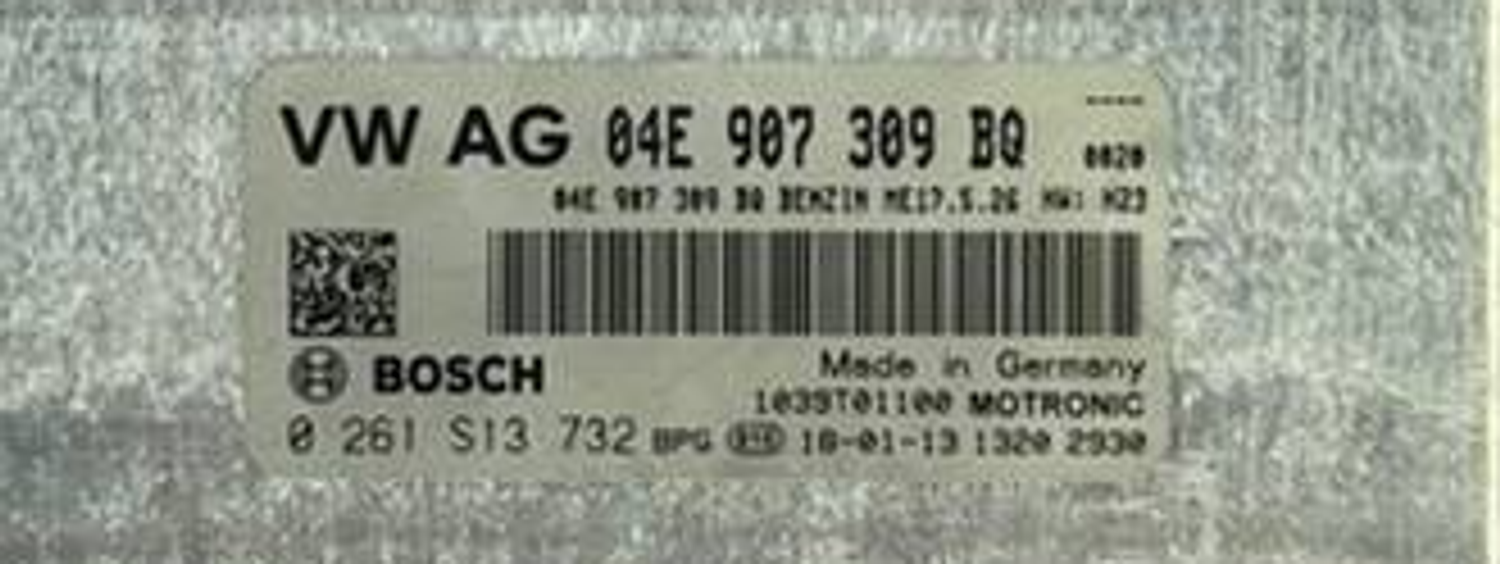 VW AG 04E 907 309 BQ ----
0020
04E 907 309 BQ BENZIN ME17.5.26 HW: H23
BOSCH
Made in Germany
1039T01100 MOTRONIC
0 261 S13 732 BPG 18-01-13 1320 2930